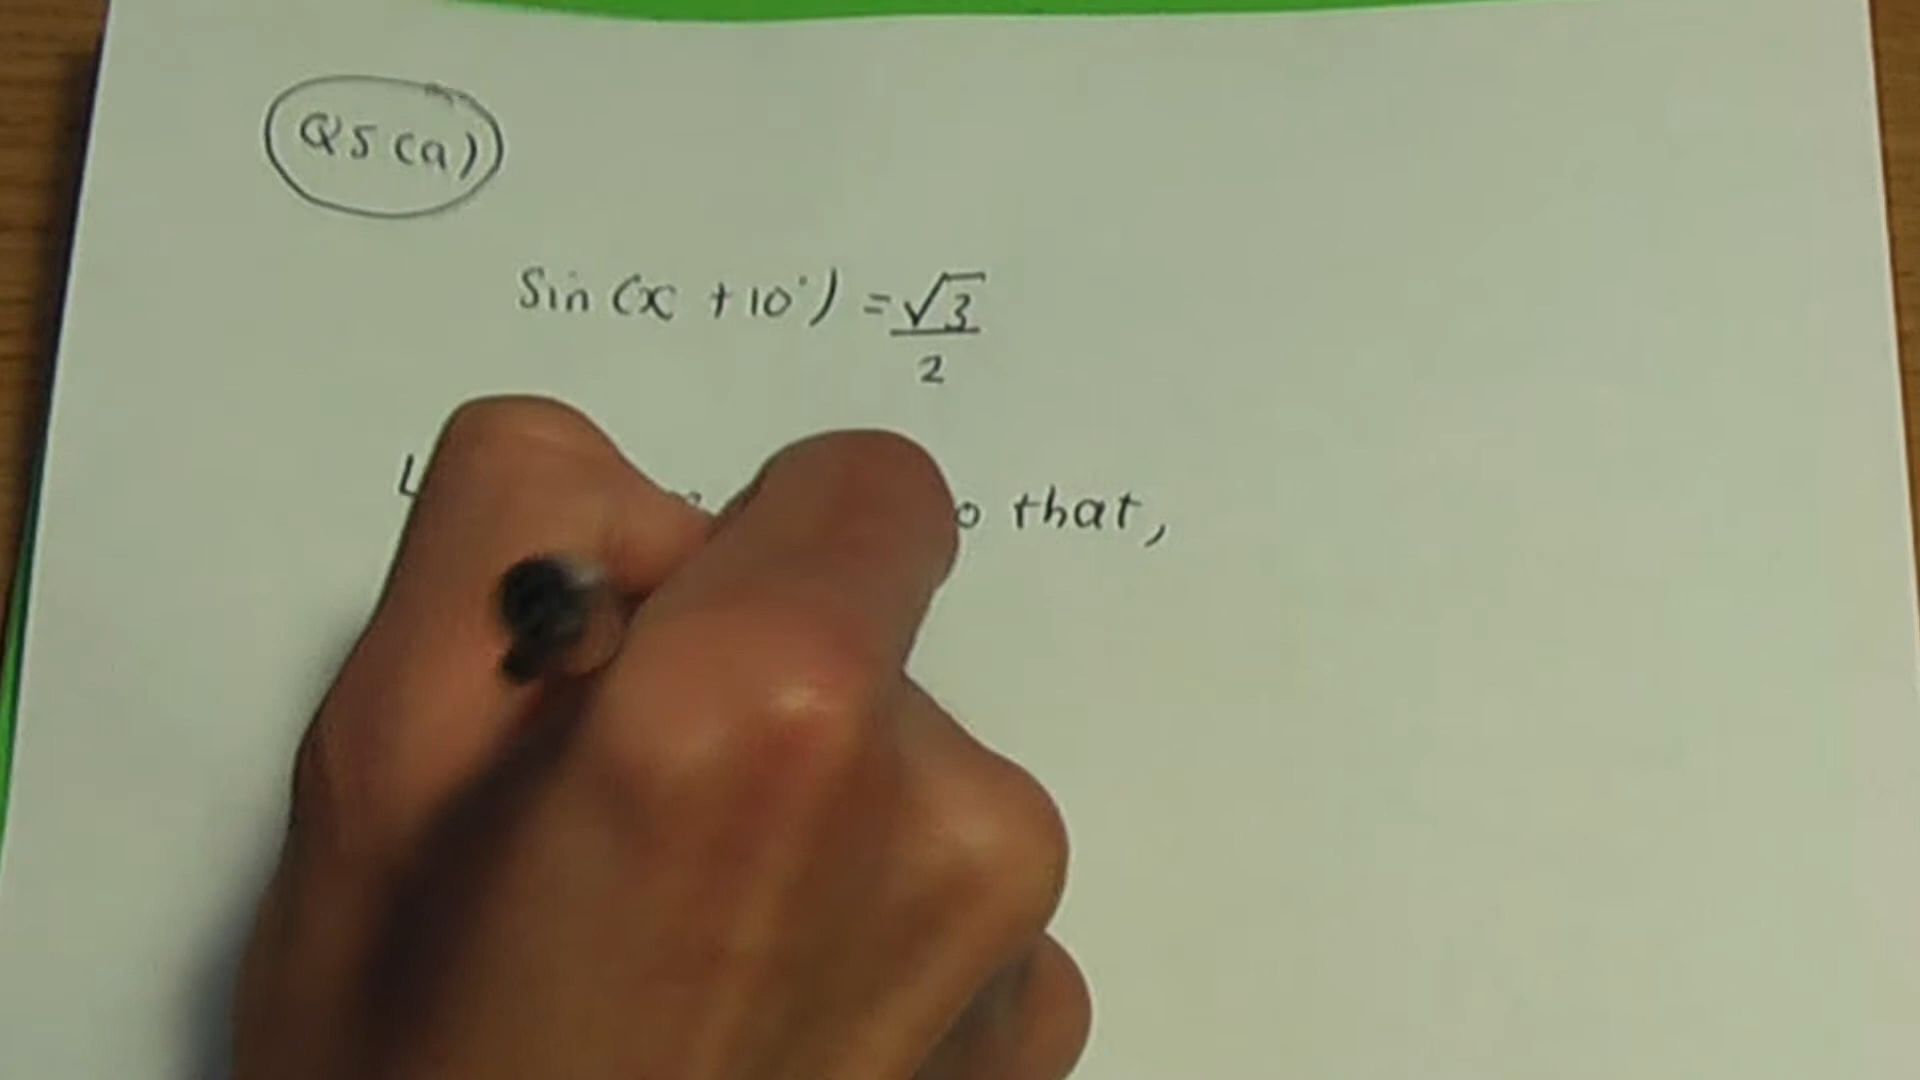 Q5 (a)
Sin (x + 10°) = √3/2
that,